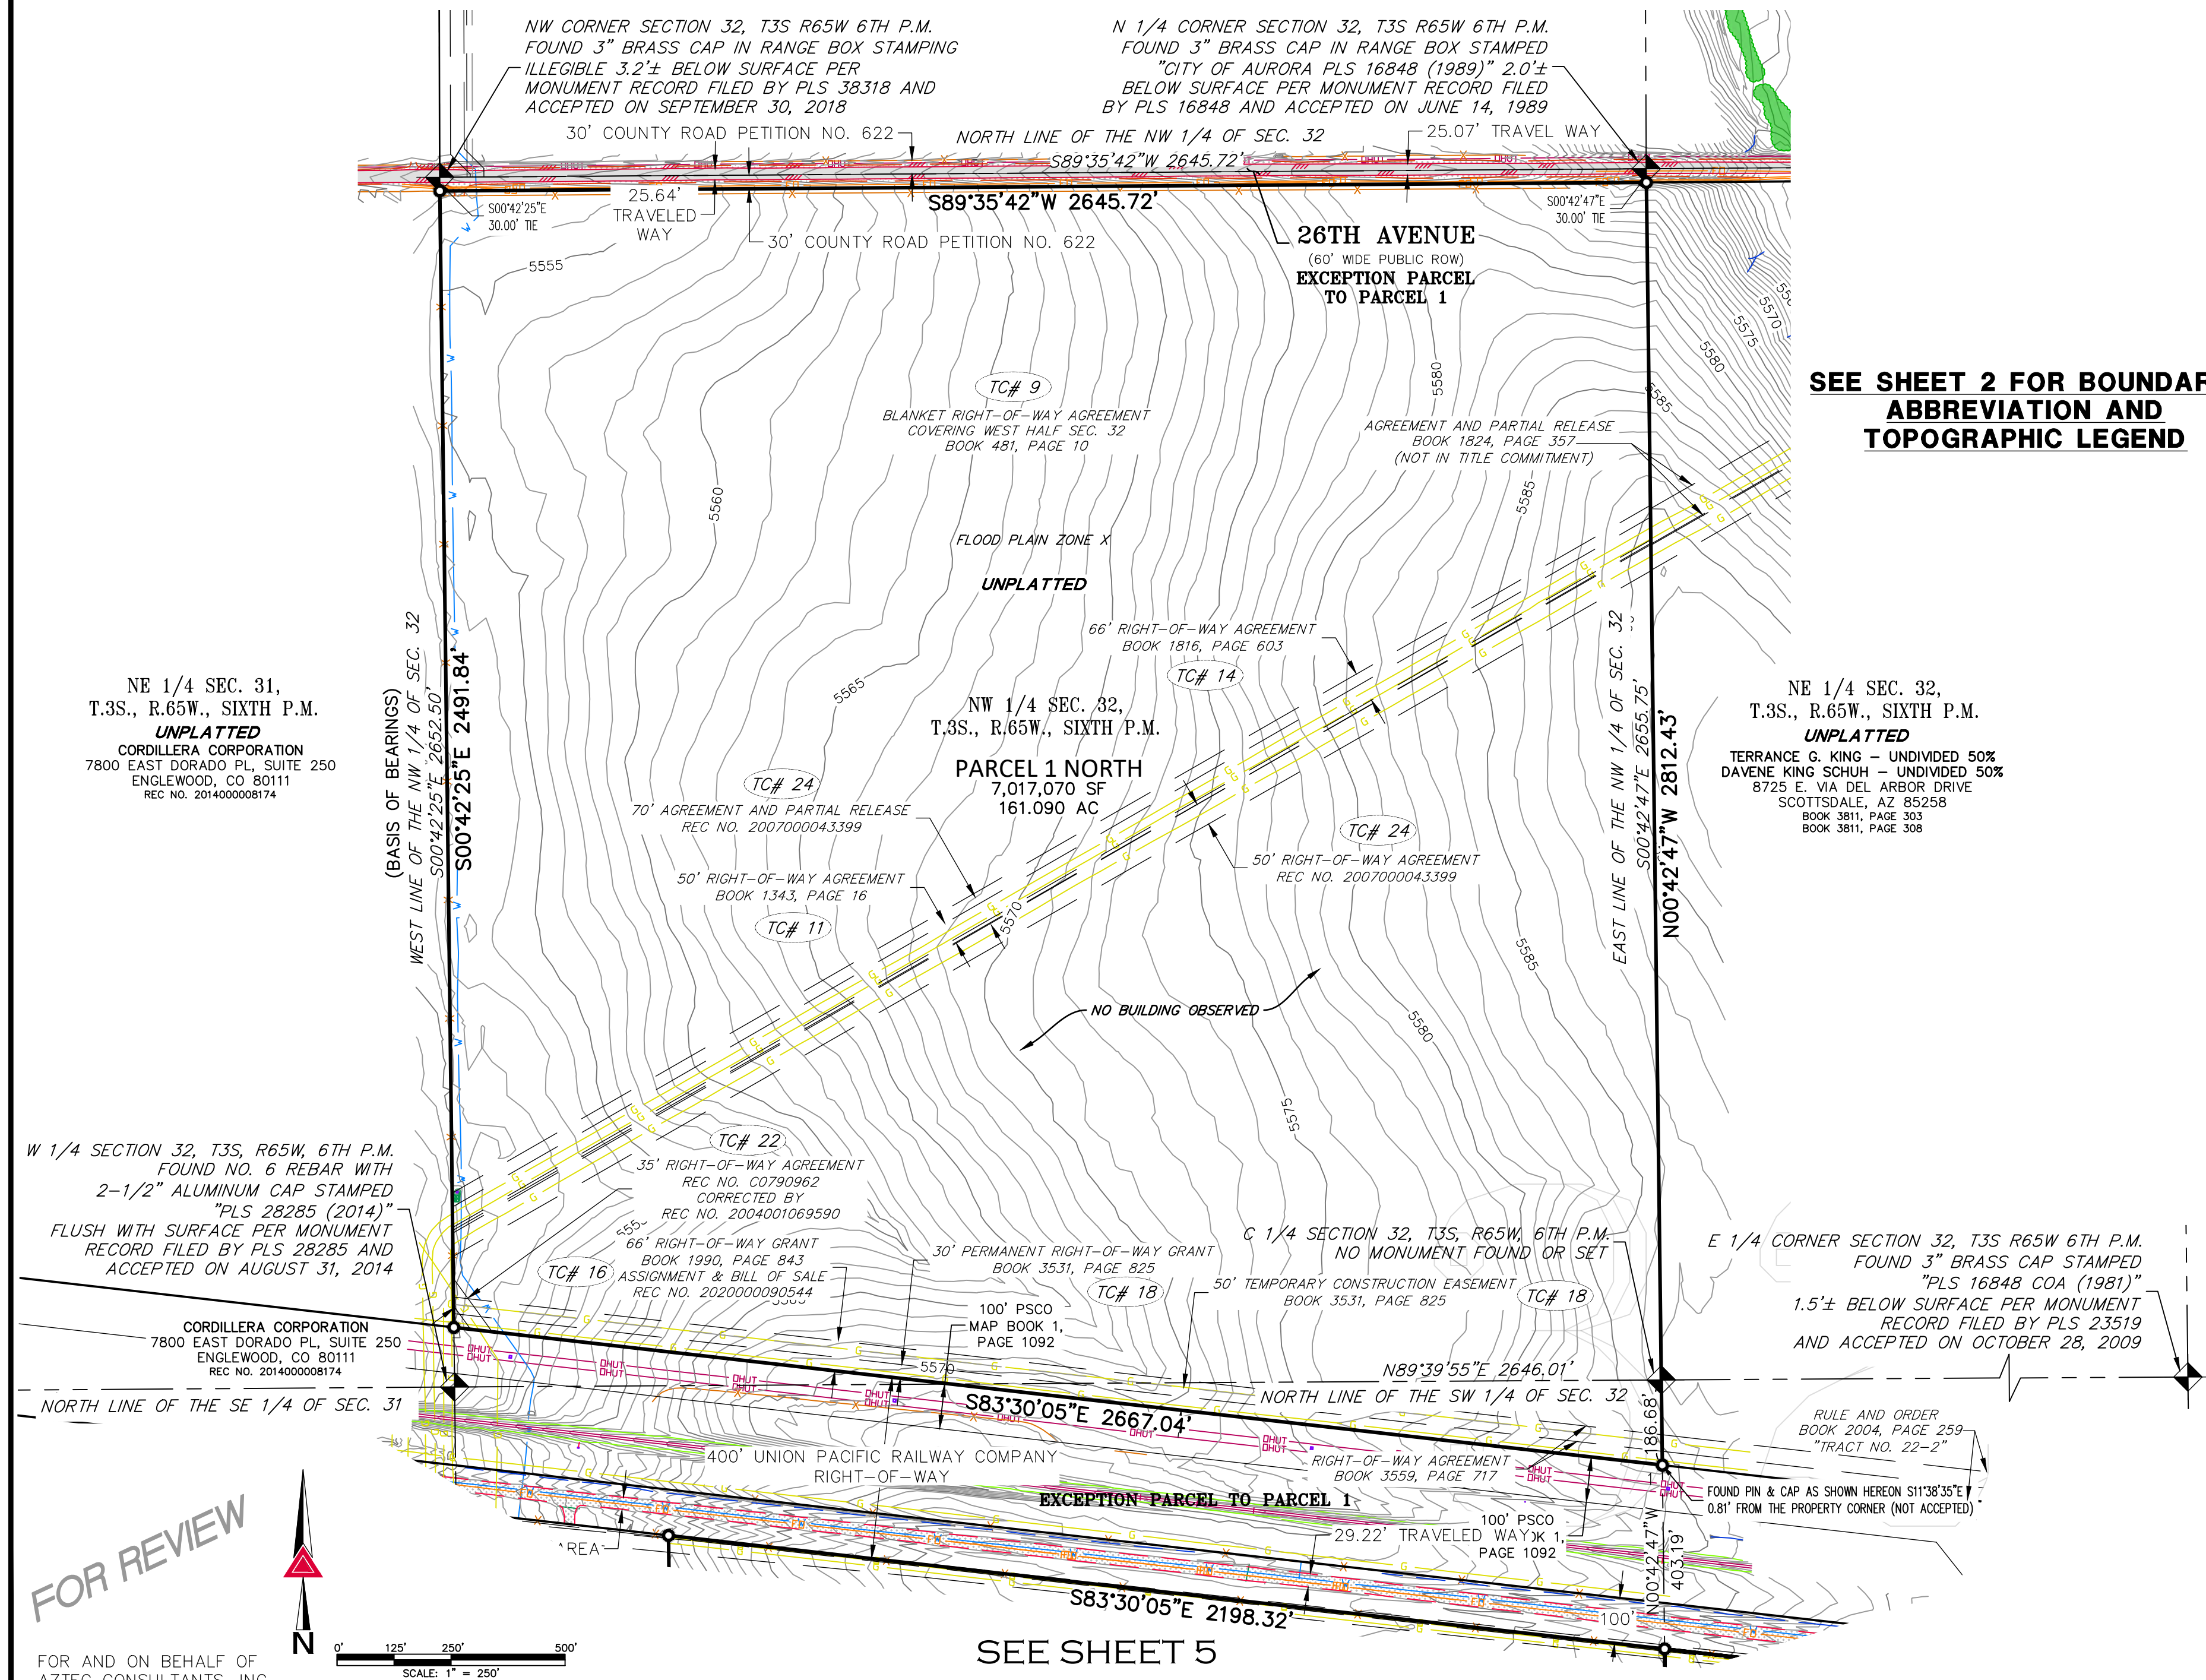 NW CORNER SECTION 32, T3S R65W 6TH P.M.
FOUND 3" BRASS CAP IN RANGE BOX STAMPING
ILLEGIBLE 3.2'± BELOW SURFACE PER
MONUMENT RECORD FILED BY PLS 38318 AND
ACCEPTED ON SEPTEMBER 30, 2018
N 1/4 CORNER SECTION 32, T3S R65W 6TH P.M.
FOUND 3" BRASS CAP IN RANGE BOX STAMPED
"CITY OF AURORA PLS 16848 (1989)" 2.0'±
BELOW SURFACE PER MONUMENT RECORD FILED
BY PLS 16848 AND ACCEPTED ON JUNE 14, 1989
30' COUNTY ROAD PETITION NO. 622
NORTH LINE OF THE NW 1/4 OF SEC. 32
25.07' TRAVEL WAY
S89°35'42"W 2645.72'
S89°35'42"W 2645.72'
S00°42'25"E
30.00' TIE
25.64'
TRAVELED
WAY
30' COUNTY ROAD PETITION NO. 622
S00°42'47"E
30.00' TIE
26TH AVENUE
(60' WIDE PUBLIC ROW)
EXCEPTION PARCEL
TO PARCEL 1
5555
5570
5575
5580
5585
5580
SEE SHEET 2 FOR BOUNDAR
ABBREVIATION AND
TOPOGRAPHIC LEGEND
TC# 9
BLANKET RIGHT-OF-WAY AGREEMENT
COVERING WEST HALF SEC. 32
BOOK 481, PAGE 10
AGREEMENT AND PARTIAL RELEASE
BOOK 1824, PAGE 357
(NOT IN TITLE COMMITMENT)
5560
5585
FLOOD PLAIN ZONE X
UNPLATTED
66' RIGHT-OF-WAY AGREEMENT
BOOK 1816, PAGE 603
TC# 14
5565
NE 1/4 SEC. 31,
T.3S., R.65W., SIXTH P.M.
UNPLATTED
CORDILLERA CORPORATION
7800 EAST DORADO PL, SUITE 250
ENGLEWOOD, CO 80111
REC NO. 2014000008174
(BASIS OF BEARINGS)
WEST LINE OF THE NW 1/4 OF SEC. 32
S00°42'25"E 2652.50'
S00°42'25"E 2491.84'
NW 1/4 SEC. 32,
T.3S., R.65W., SIXTH P.M.
PARCEL 1 NORTH
7,017,070 SF
161.090 AC
EAST LINE OF THE NW 1/4 OF SEC. 32
S00°42'47"E 2655.75'
N00°42'47"W 2812.43'
NE 1/4 SEC. 32,
T.3S., R.65W., SIXTH P.M.
UNPLATTED
TERRANCE G. KING - UNDIVIDED 50%
DAVENE KING SCHUH - UNDIVIDED 50%
8725 E. VIA DEL ARBOR DRIVE
SCOTTSDALE, AZ 85258
BOOK 3811, PAGE 303
BOOK 3811, PAGE 308
TC# 24
70' AGREEMENT AND PARTIAL RELEASE
REC NO. 2007000043399
50' RIGHT-OF-WAY AGREEMENT
BOOK 1343, PAGE 16
TC# 11
TC# 24
50' RIGHT-OF-WAY AGREEMENT
REC NO. 2007000043399
5570
5585
NO BUILDING OBSERVED
5580
5575
W 1/4 SECTION 32, T3S, R65W, 6TH P.M.
FOUND NO. 6 REBAR WITH
2-1/2" ALUMINUM CAP STAMPED
"PLS 28285 (2014)"
FLUSH WITH SURFACE PER MONUMENT
RECORD FILED BY PLS 28285 AND
ACCEPTED ON AUGUST 31, 2014
TC# 22
35' RIGHT-OF-WAY AGREEMENT
REC NO. C0790962
CORRECTED BY
REC NO. 2004001069590
66' RIGHT-OF-WAY GRANT
BOOK 1990, PAGE 843
ASSIGNMENT & BILL OF SALE
REC NO. 2020000090544
TC# 16
30' PERMANENT RIGHT-OF-WAY GRANT
BOOK 3531, PAGE 825
TC# 18
C 1/4 SECTION 32, T3S, R65W, 6TH P.M.
NO MONUMENT FOUND OR SET
50' TEMPORARY CONSTRUCTION EASEMENT
BOOK 3531, PAGE 825
TC# 18
E 1/4 CORNER SECTION 32, T3S R65W 6TH P.M.
FOUND 3" BRASS CAP STAMPED
"PLS 16848 COA (1981)"
1.5'± BELOW SURFACE PER MONUMENT
RECORD FILED BY PLS 23519
AND ACCEPTED ON OCTOBER 28, 2009
100' PSCO
MAP BOOK 1,
PAGE 1092
CORDILLERA CORPORATION
7800 EAST DORADO PL, SUITE 250
ENGLEWOOD, CO 80111
REC NO. 2014000008174
NORTH LINE OF THE SE 1/4 OF SEC. 31
5570
N89°39'55"E 2646.01'
NORTH LINE OF THE SW 1/4 OF SEC. 32
S83°30'05"E 2667.04'
186.68'
RULE AND ORDER
BOOK 2004, PAGE 259
"TRACT NO. 22-2"
400' UNION PACIFIC RAILWAY COMPANY
RIGHT-OF-WAY
RIGHT-OF-WAY AGREEMENT
BOOK 3559, PAGE 717
EXCEPTION PARCEL TO PARCEL 1
FOUND PIN & CAP AS SHOWN HEREON S11°38'35"E
0.81' FROM THE PROPERTY CORNER (NOT ACCEPTED)
100' PSCO
29.22' TRAVELED WAY
PAGE 1092
N00°42'47"W
403.19'
S83°30'05"E 2198.32'
100'
FOR REVIEW
N
0' 125' 250' 500'
SCALE: 1" = 250'
SEE SHEET 5
FOR AND ON BEHALF OF
AZTEC CONSULTANTS, INC.